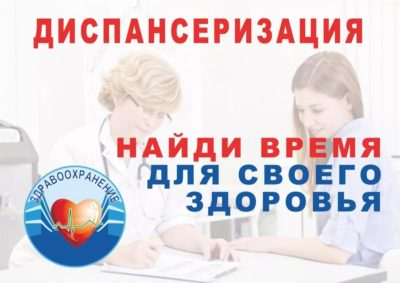 ДИСПАНСЕРИЗАЦИЯ
НАЙДИ ВРЕМЯ
ДЛЯ СВОЕГО
ЗДОРОВЬЯ
ЗДРАВООХРАНЕНИЕ